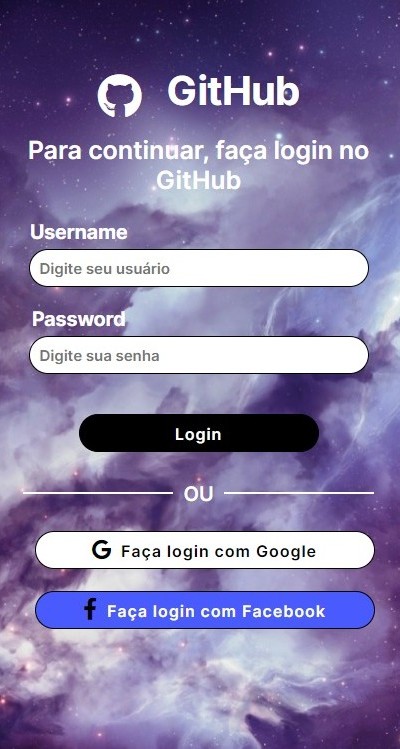 GitHub
Para continuar, faça login no
GitHub
Username
Digite seu usuário
Password
Digite sua senha
Login
OU
Faça login com Google
Faça login com Facebook